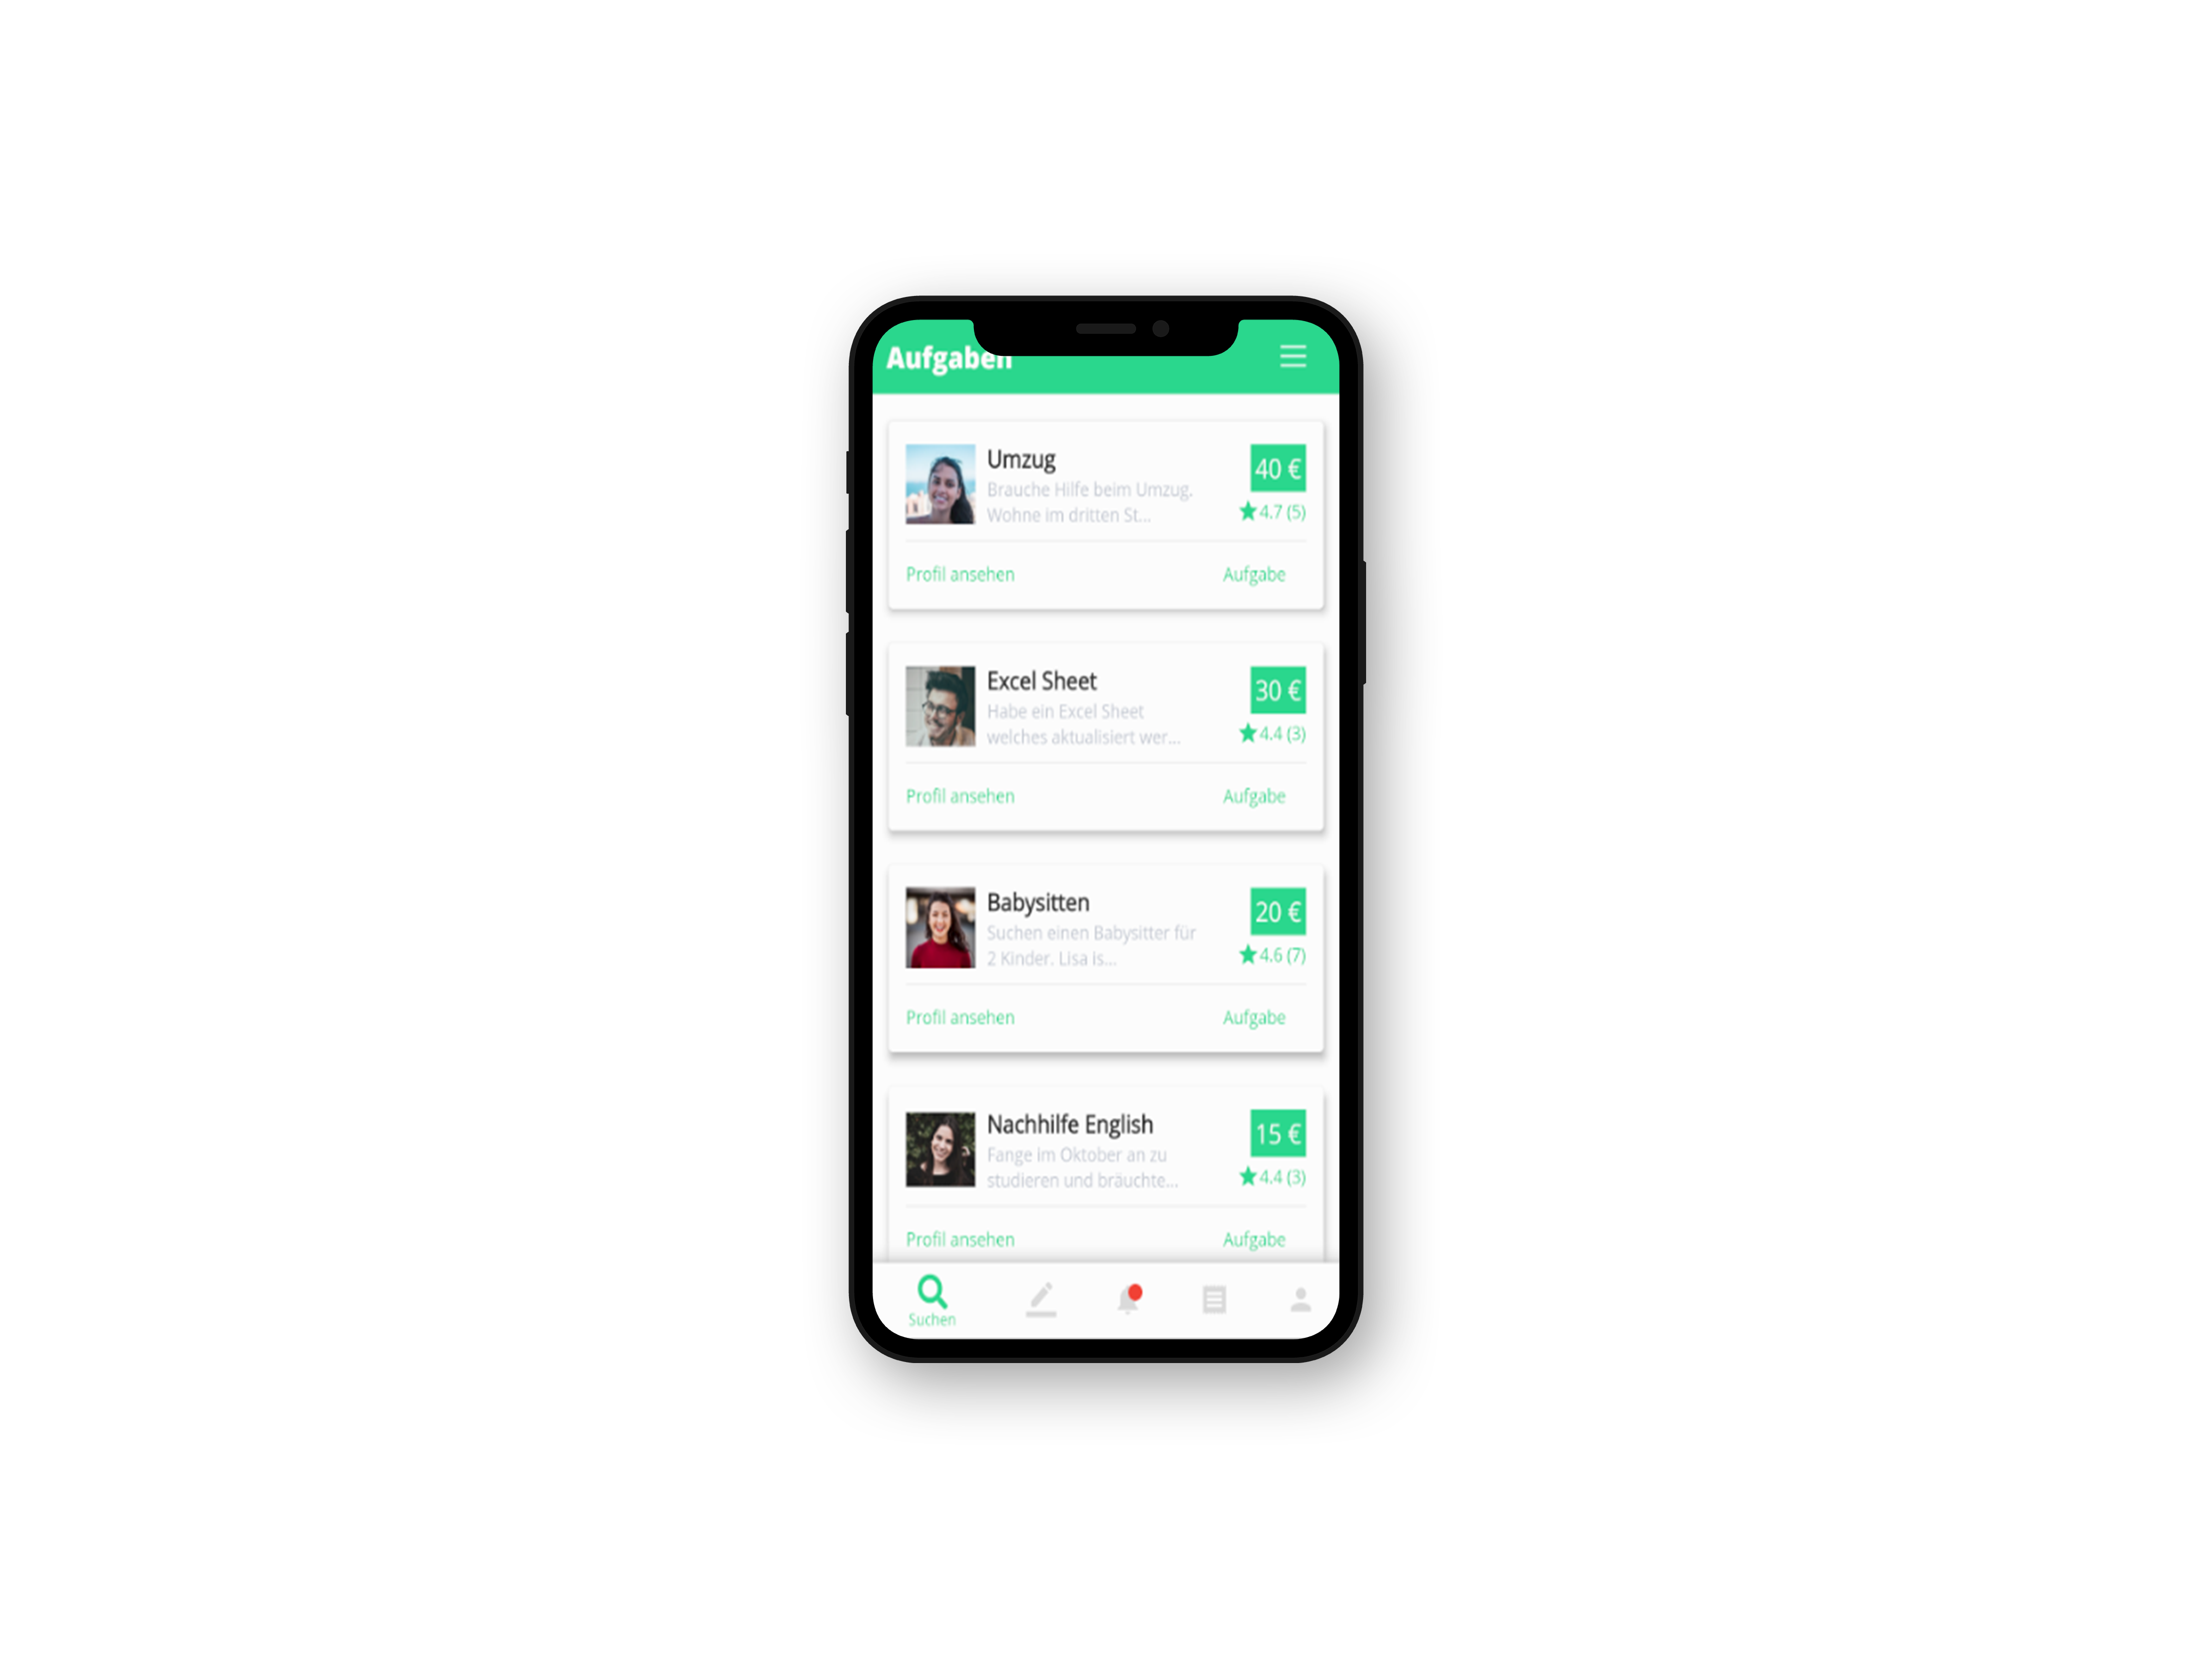 Aufgaben
Umzug
40 €
Brauche Hilfe beim Umzug.
Wohne im dritten St...
4.7 (5)
Profil ansehen
Aufgabe
Excel Sheet
30 €
Habe ein Excel Sheet
welches aktualisiert wer...
4.4 (3)
Profil ansehen
Aufgabe
Babysitten
20 €
Suchen einen Babysitter für
2 Kinder. Lisa is...
4.6 (7)
Profil ansehen
Aufgabe
Nachhilfe English
15 €
Fange im Oktober an zu
studieren und bräuchte...
4.4 (3)
Profil ansehen
Aufgabe
Suchen